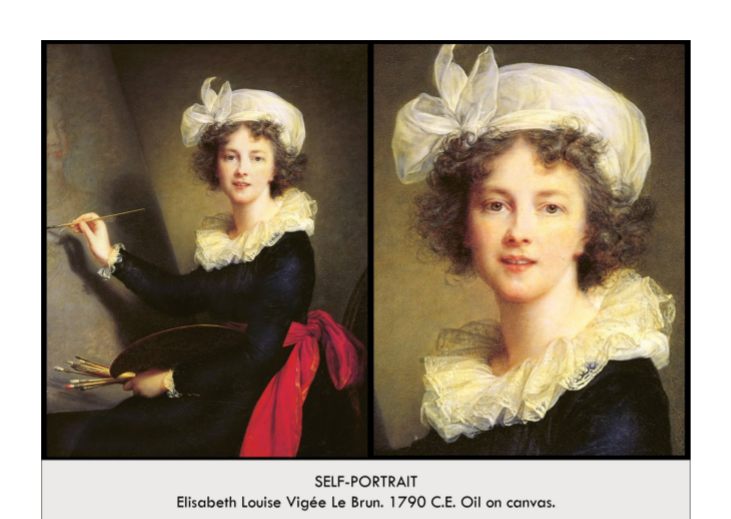 SELF-PORTRAIT
Elisabeth Louise Vigée Le Brun. 1790 C.E. Oil on canvas.